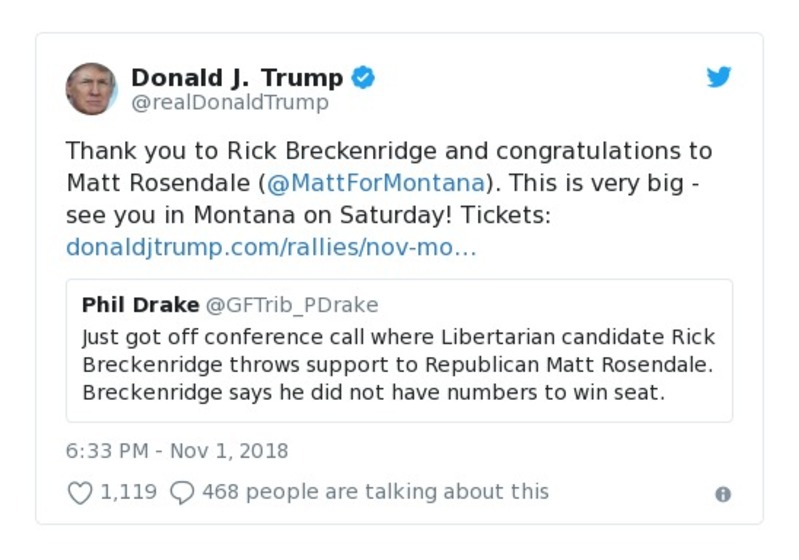 Donald J. Trump
@realDonaldTrump
Thank you to Rick Breckenridge and congratulations to
Matt Rosendale (@MattForMontana). This is very big -
see you in Montana on Saturday! Tickets:
donaldjtrump.com/rallies/nov-mo…
Phil Drake @GFTrib_PDrake
Just got off conference call where Libertarian candidate Rick
Breckenridge throws support to Republican Matt Rosendale.
Breckenridge says he did not have numbers to win seat.
6:33 PM - Nov 1, 2018
1,119 468 people are talking about this